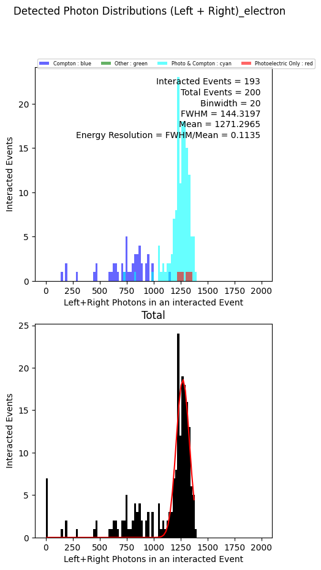 Detected Photon Distributions (Left + Right)_electron
Compton : blue Other : green Photo & Compton : cyan Photoelectric Only : red
Interacted Events = 193
Total Events = 200
Binwidth = 20
FWHM = 144.3197
Mean = 1271.2965
Energy Resolution = FWHM/Mean = 0.1135
Interacted Events
20
15
10
5
0
0 250 500 750 1000 1250 1500 1750 2000
Left+Right Photons in an interacted Event
Total
Interacted Events
25
20
15
10
5
0
0 250 500 750 1000 1250 1500 1750 2000
Left+Right Photons in an interacted Event